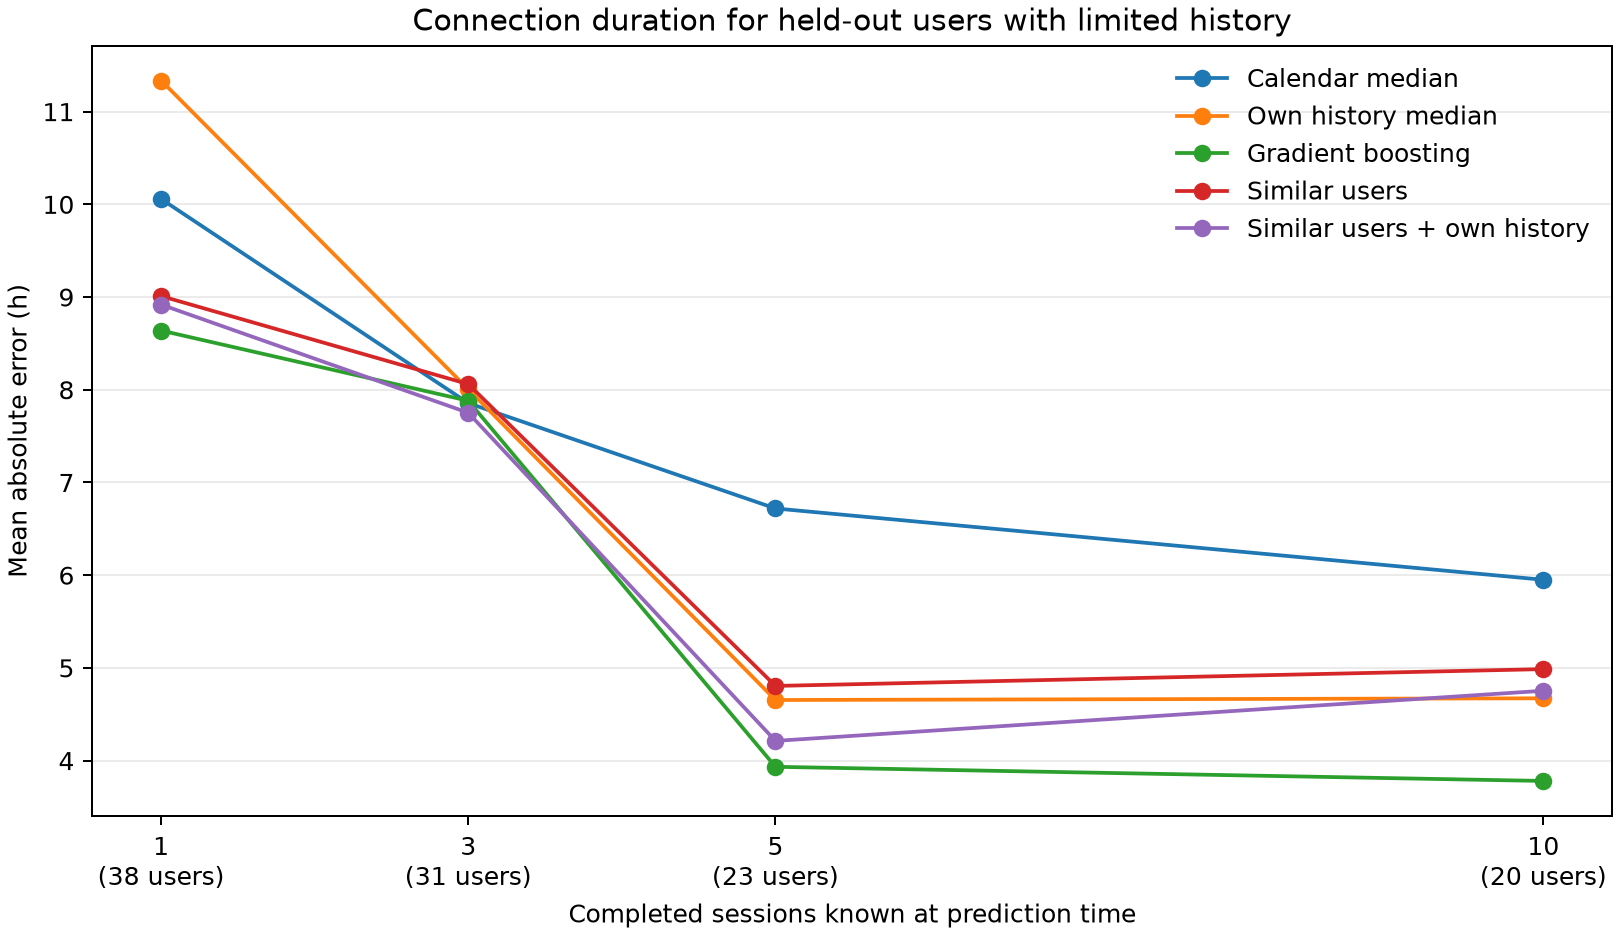 Connection duration for held-out users with limited history
Calendar median
Own history median
Gradient boosting
Similar users
Similar users + own history
Mean absolute error (h)
11
10
9
8
7
6
5
4
1
(38 users)
3
(31 users)
5
(23 users)
10
(20 users)
Completed sessions known at prediction time